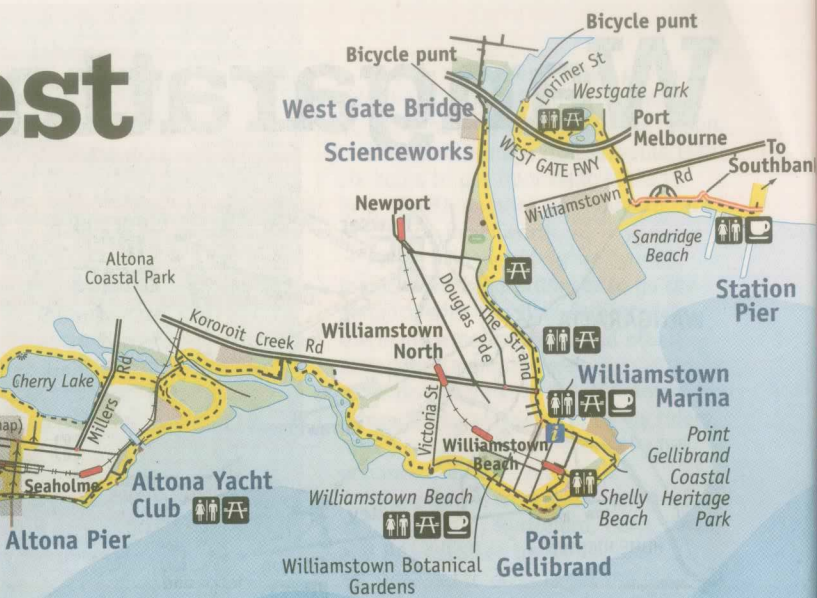 est
Bicycle punt
Bicycle punt
Lorimer St
Westgate Park
West Gate Bridge
Port
Melbourne
WEST GATE FWY
Scienceworks
To
Southban
Williamstown
Rd
Newport
Sandridge
Beach
Altona
Coastal Park
Station
Pier
Kororoit Creek Rd
Douglas Pde
The Strand
Williamstown
North
Cherry Lake
Millers Rd
Williamstown
Marina
Victoria St
i
Williamstown
Beach
Point
Gellibrand
Coastal
Heritage
Park
Seaholme
Altona Yacht
Club
Williamstown Beach
Shelly
Beach
Altona Pier
Point
Gellibrand
Williamstown Botanical
Gardens